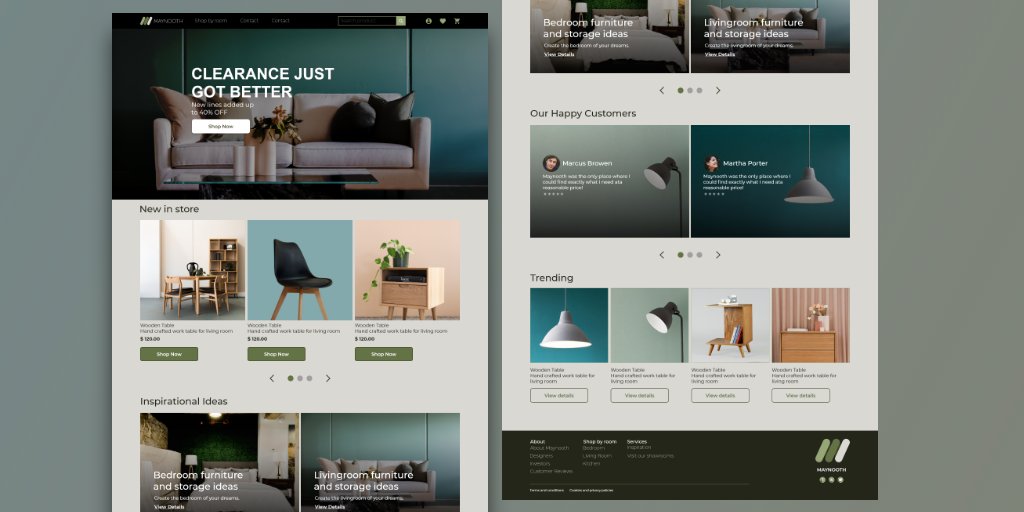 MAYNOOTH
Shop by room
Contact
Contact
CLEARANCE JUST
GOT BETTER
New lines added up
to 40% OFF
Shop Now
New in store
Wooden Table
Hand crafted work table for living room
$ 120.00
Shop Now
Wooden Table
Hand crafted work table for living room
$ 120.00
Shop Now
Wooden Table
Hand crafted work table for living room
$ 120.00
Shop Now
Inspirational Ideas
Bedroom furniture
and storage ideas
Create the bedroom of your dreams.
View Details
Livingroom furniture
and storage ideas
Create the livingroom of your dreams.
View Details
Bedroom furniture
and storage ideas
Create the bedroom of your dreams.
View Details
Livingroom furniture
and storage ideas
Create the livingroom of your dreams.
View Details
Our Happy Customers
Marcus Browen
Maynooth was the only place where I
could find exactly what I need ata
reasonable price!
Martha Porter
Maynooth was the only place where I
could find exactly what I need ata
reasonable price!
Trending
Wooden Table
Hand crafted work table for
living room
View details
Wooden Table
Hand crafted work table for
living room
View details
Wooden Table
Hand crafted work table for
living room
View details
Wooden Table
Hand crafted work table for
living room
View details
About
About Maynooth
Designers
Investors
Customer Reviews
Shop by room
Bedroom
Living Room
Kitchen
Services
Inspiration
Visit our showrooms
MAYNOOTH
Terms and conditions
Cookies and privacy policies